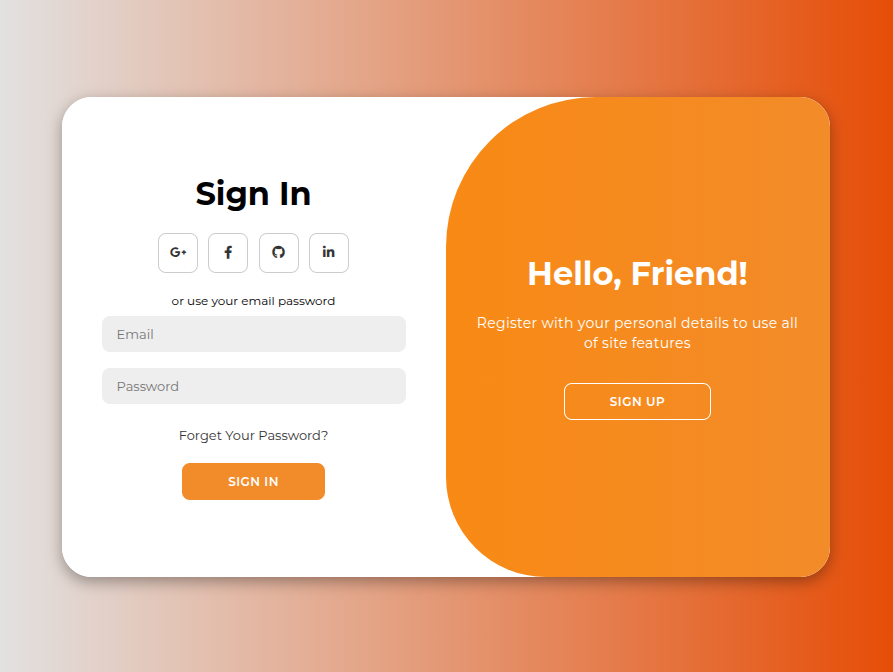 Sign In
G+
f
in
or use your email password
Email
Password
Forget Your Password?
SIGN IN
Hello, Friend!
Register with your personal details to use all
of site features
SIGN UP